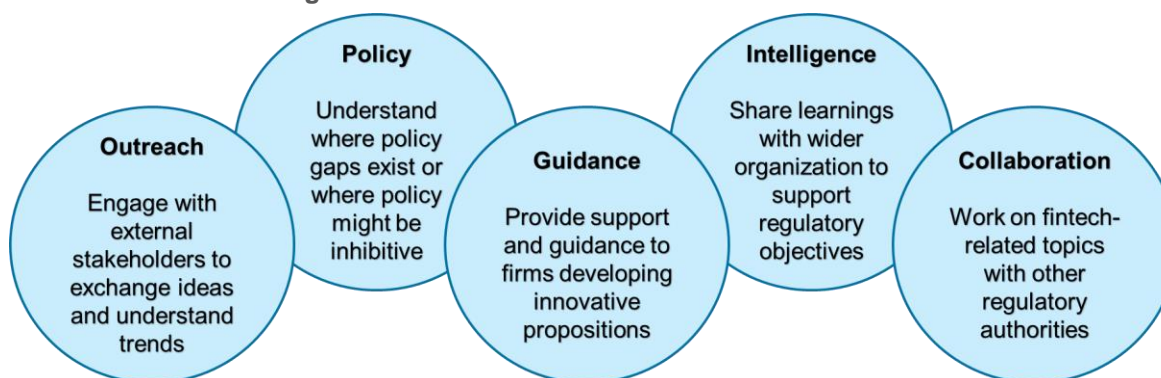 Policy
Understand
where policy
gaps exist or
where policy
might be
inhibitive
Intelligence
Share learnings
with wider
organization to
support
regulatory
objectives
Outreach
Engage with
external
stakeholders to
exchange ideas
and understand
trends
Guidance
Provide support
and guidance to
firms developing
innovative
propositions
Collaboration
Work on fintech-
related topics
with other
regulatory
authorities